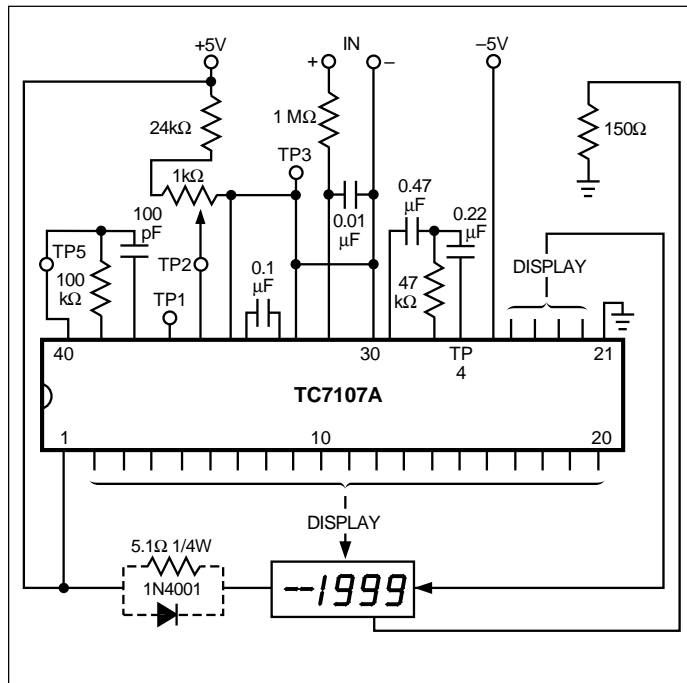 +5V
IN
–5V
+
–
24kΩ
1 MΩ
150Ω
TP3
1kΩ
0.47
µF
0.22
µF
100
pF
0.01
µF
TP5
TP2
DISPLAY
100
kΩ
TP1
0.1
µF
47
kΩ
40
30
TP
4
21
TC7107A
1
10
20
DISPLAY
5.1Ω 1/4W
1N4001
--1999